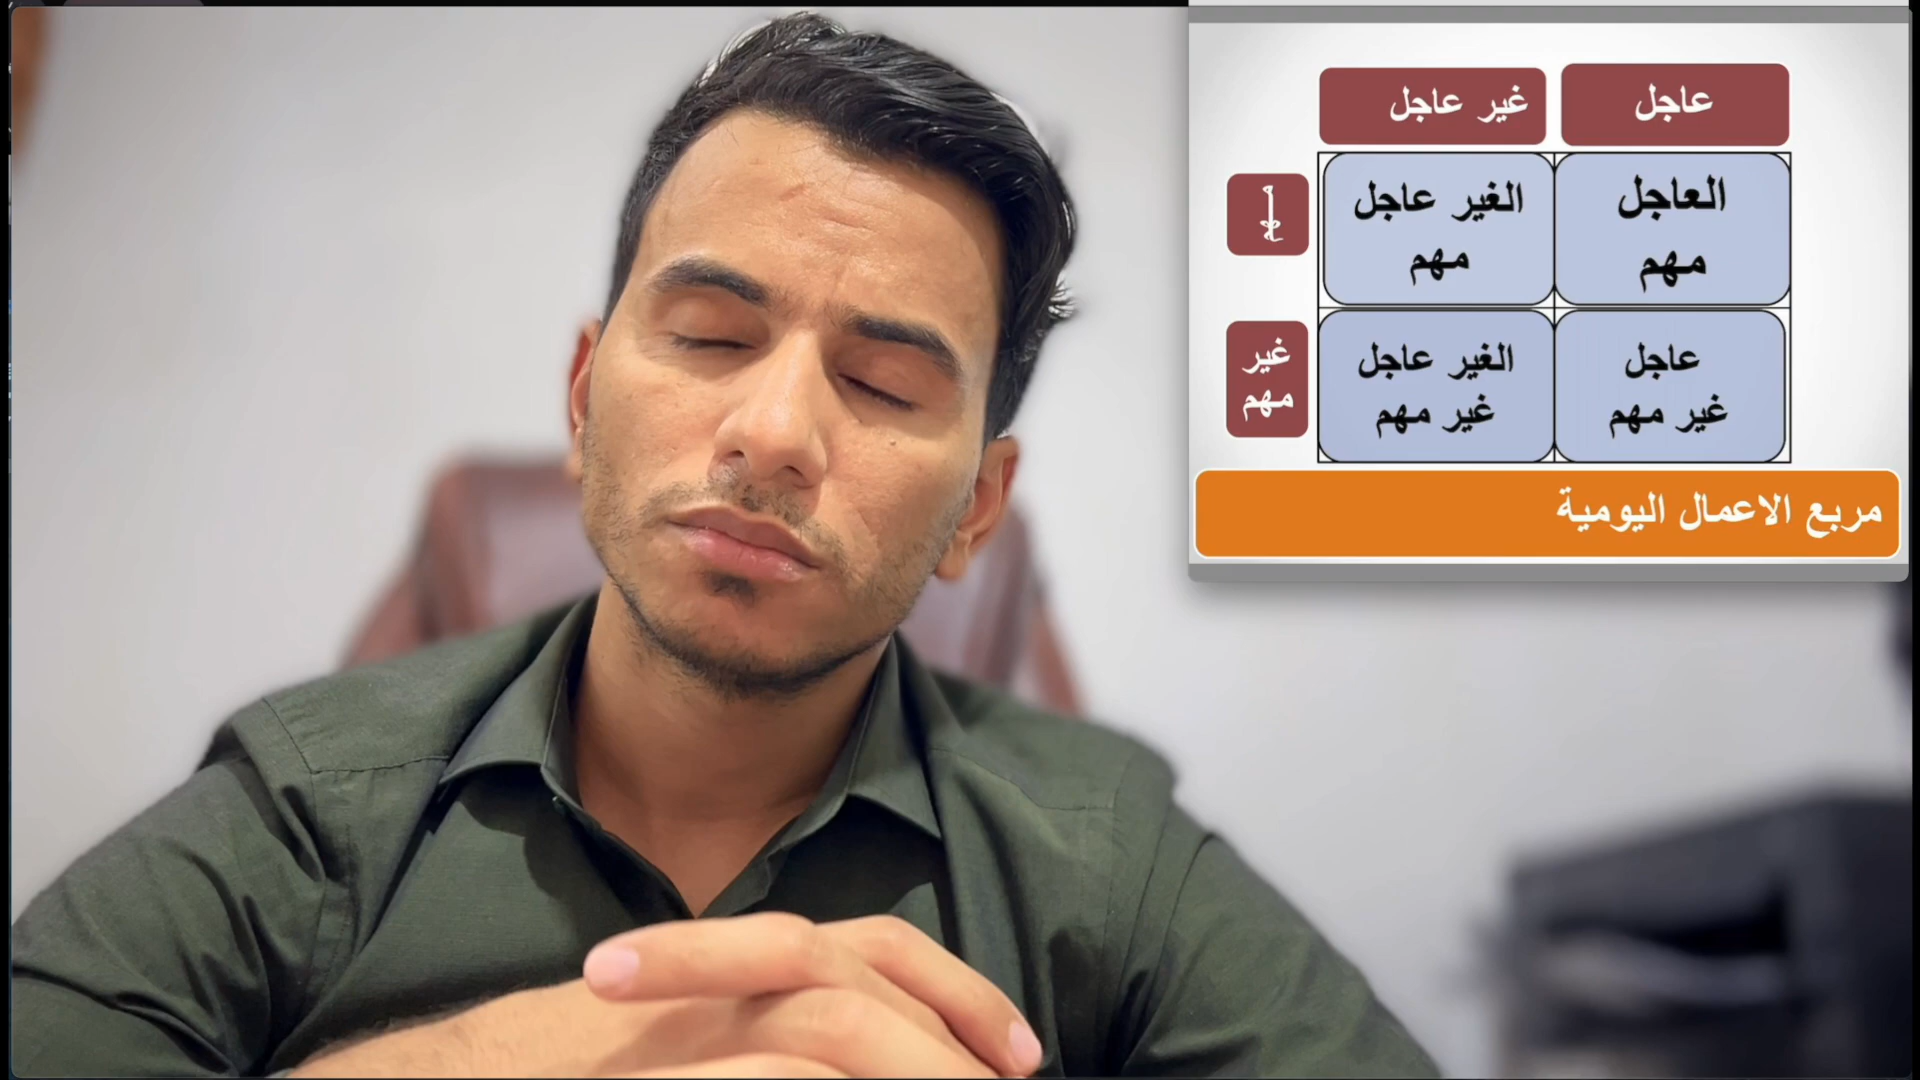 عاجل
غير عاجل
مهم
العاجل
مهم
الغير عاجل
مهم
غير
مهم
عاجل
غير مهم
الغير عاجل
غير مهم
مربع الاعمال اليومية